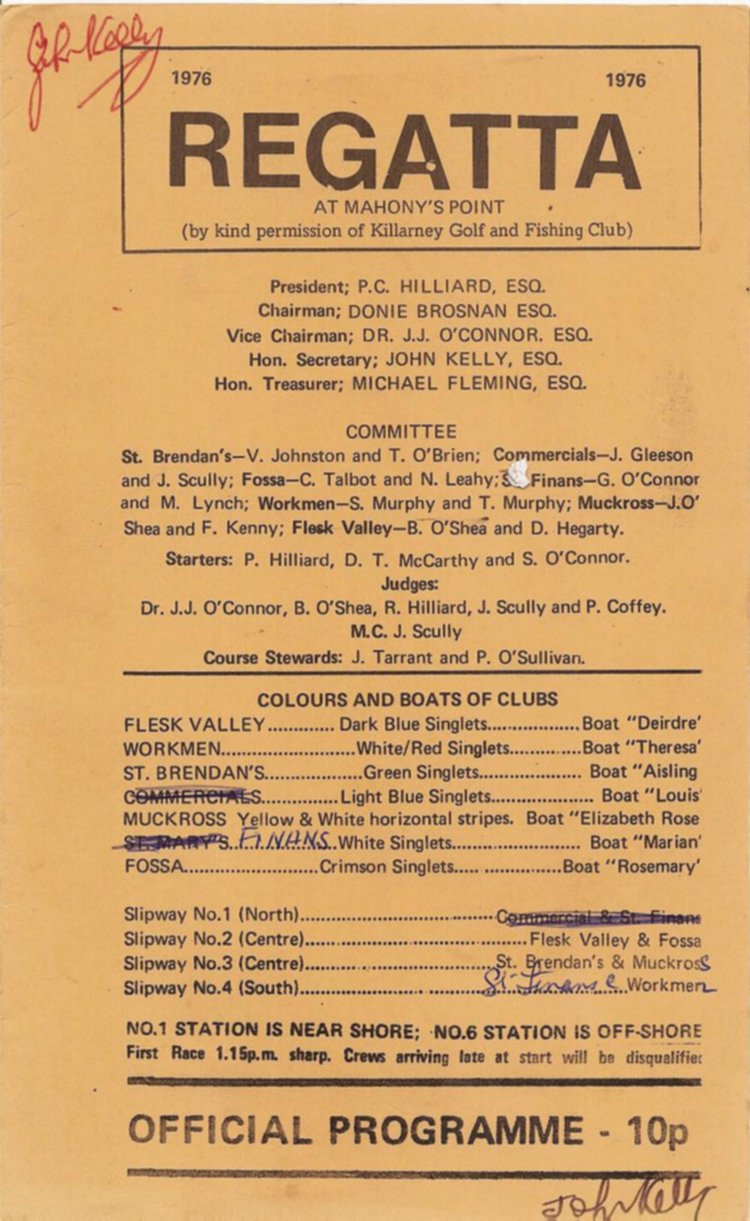 John Kelly
1976 1976
REGATTA
AT MAHONY'S POINT
(by kind permission of Killarney Golf and Fishing Club)
President; P.C. HILLIARD, ESQ.
Chairman; DONIE BROSNAN ESQ.
Vice Chairman; DR. J.J. O'CONNOR. ESQ.
Hon. Secretary; JOHN KELLY, ESQ.
Hon. Treasurer; MICHAEL FLEMING, ESQ.
COMMITTEE
St. Brendan's—V. Johnston and T. O'Brien; Commercials—J. Gleeson
and J. Scully; Fossa—C. Talbot and N. Leahy; S Finans—G. O'Connor
and M. Lynch; Workmen—S. Murphy and T. Murphy; Muckross—J.O'
Shea and F. Kenny; Flesk Valley—B. O'Shea and D. Hegarty.
Starters: P. Hilliard, D. T. McCarthy and S. O'Connor.
Judges:
Dr. J.J. O'Connor, B. O'Shea, R. Hilliard, J. Scully and P. Coffey.
M.C. J. Scully
Course Stewards: J. Tarrant and P. O'Sullivan.
COLOURS AND BOATS OF CLUBS
FLESK VALLEY............. Dark Blue Singlets..................Boat "Deirdre'
WORKMEN..........................White/Red Singlets..............Boat "Theresa'
ST. BRENDAN'S...................Green Singlets.................... Boat "Aisling
COMMERCIALS...............Light Blue Singlets.................... Boat "Louis'
MUCKROSS Yellow & White horizontal stripes. Boat "Elizabeth Rose
ST. MARY'S..FINANS..White Singlets......................... Boat "Marian'
FOSSA..........................Crimson Singlets..... ...............Boat "Rosemary'
Slipway No.1 (North)......................................Commercial & St. Finans
Slipway No.2 (Centre)...........................................Flesk Valley & Fossa
Slipway No.3 (Centre)......................................St. Brendan's & Muckross
Slipway No.4 (South)..........................St. Finans &...Workmen
NO.1 STATION IS NEAR SHORE; NO.6 STATION IS OFF-SHORE
First Race 1.15p.m. sharp. Crews arriving late at start will be disqualified
OFFICIAL PROGRAMME - 10p
John Kelly